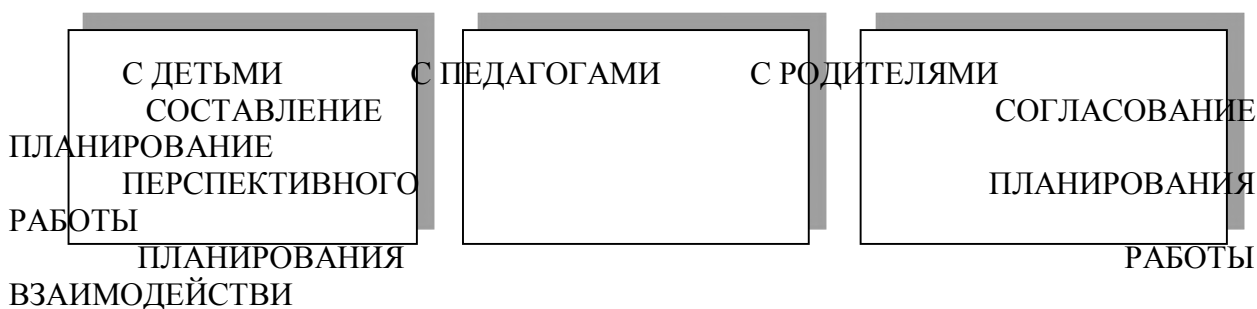 С ДЕТЬМИ С ПЕДАГОГАМИ С РОДИТЕЛЯМИ
СОСТАВЛЕНИЕ СОГЛАСОВАНИЕ
ПЛАНИРОВАНИЕ
ПЕРСПЕКТИВНОГО ПЛАНИРОВАНИЯ
РАБОТЫ
ПЛАНИРОВАНИЯ РАБОТЫ
ВЗАИМОДЕЙСТВИ